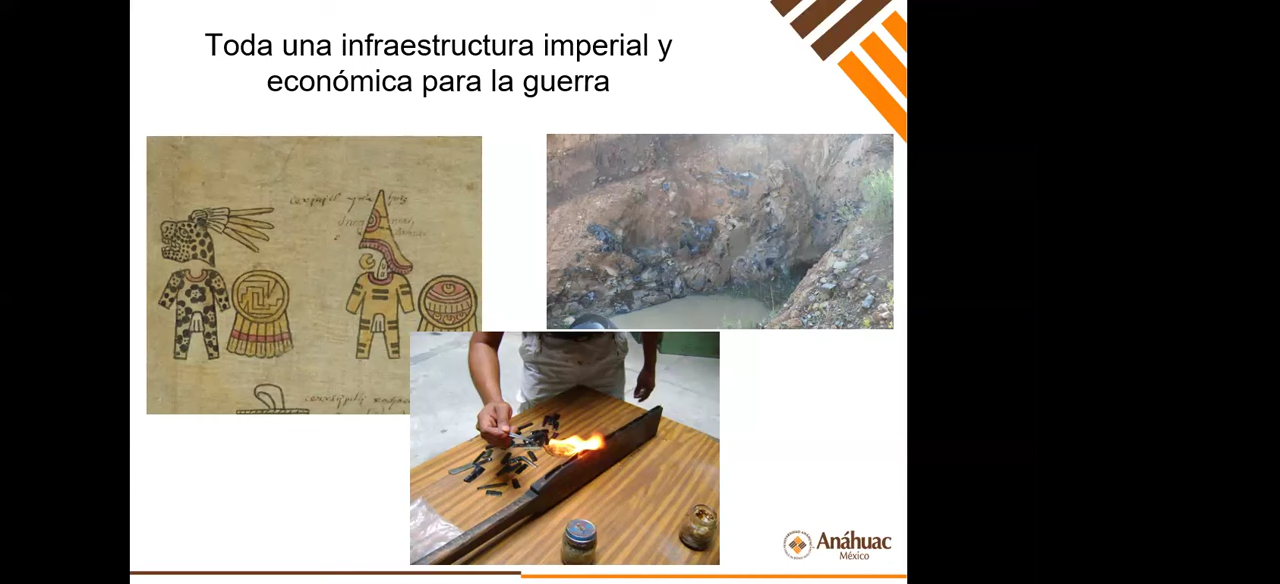 Toda una infraestructura imperial y
económica para la guerra
Anáhuac
México